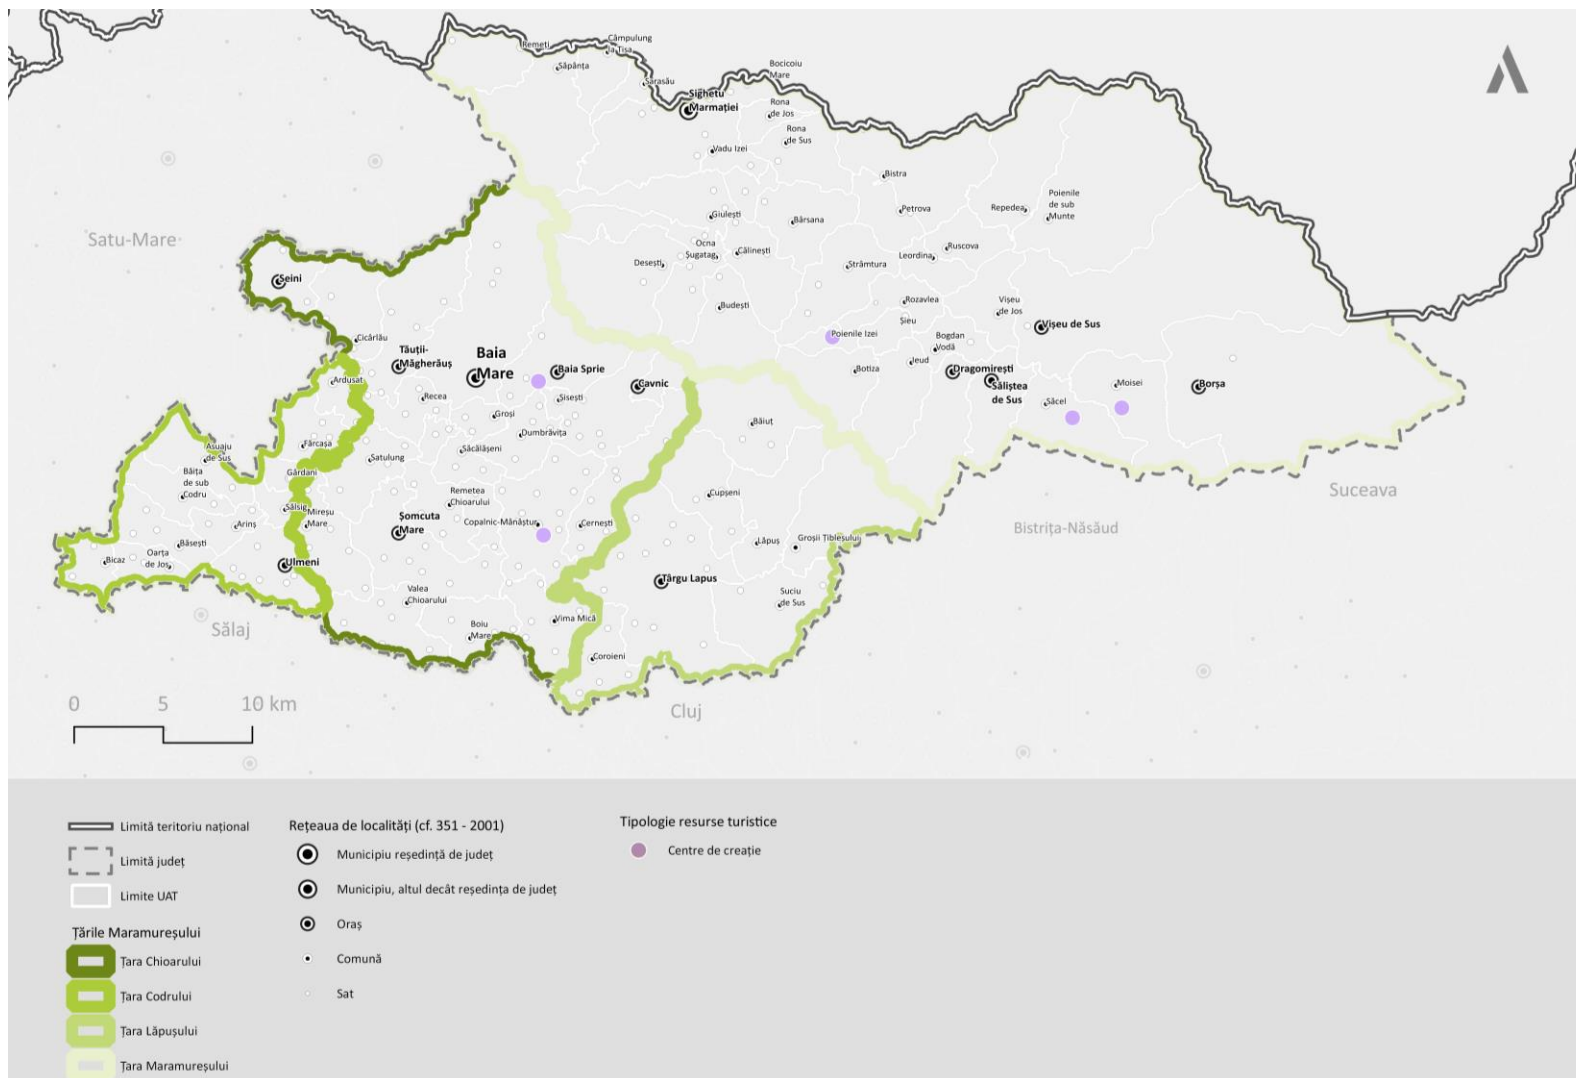 Remeți
Câmpulung
la Tisa
Săpânța
Sarasău
Bocicoiu
Mare
Sighetu
Marmației
Rona
de Jos
Rona
de Sus
Vadu Izei
Bistra
Petrova
Repedea
Poienile
de sub
Munte
Giulești
Bârsana
Satu-Mare
Ocna
Șugatag
Călinești
Desești
Strâmtura
Leordina
Ruscova
Seini
Budești
Rozavlea
Șieu
Vișeu
de Jos
Vișeu de Sus
Poienile Izei
Bogdan
Vodă
Cicârlău
Tăuții-
Măgherăuș
Baia
Mare
Baia Sprie
Cavnic
Botiza
Ieud
Dragomirești
Săliștea
de Sus
Moisei
Borșa
Săcel
Ardusat
Recea
Sisești
Groși
Dumbrăvița
Băiuț
Asuaju
de Sus
Fărcașa
Satulung
Săcălășeni
Băița
de sub
Codru
Gârdani
Remetea
Chioarului
Cupșeni
Suceava
Sălsig
Mireșu
Mare
Șomcuta
Mare
Copalnic-Mănăștur
Cernești
Bistrița-Năsăud
Arinș
Băsești
Oarța
de Jos
Bicaz
Ulmeni
Lăpuș
Groșii Țibleșului
Târgu Lapus
Valea
Chioarului
Suciu
de Sus
Sălaj
Boiu
Mare
Vima Mică
Coroieni
Cluj
0 5 10 km
Limită teritoriu național
Limită județ
Limite UAT
Țările Maramureșului
Țara Chioarului
Țara Codrului
Țara Lăpușului
Țara Maramureșului
Rețeaua de localități (cf. 351 - 2001)
Municipiu reședință de județ
Municipiu, altul decât reședința de județ
Oraș
Comună
Sat
Tipologie resurse turistice
Centre de creație